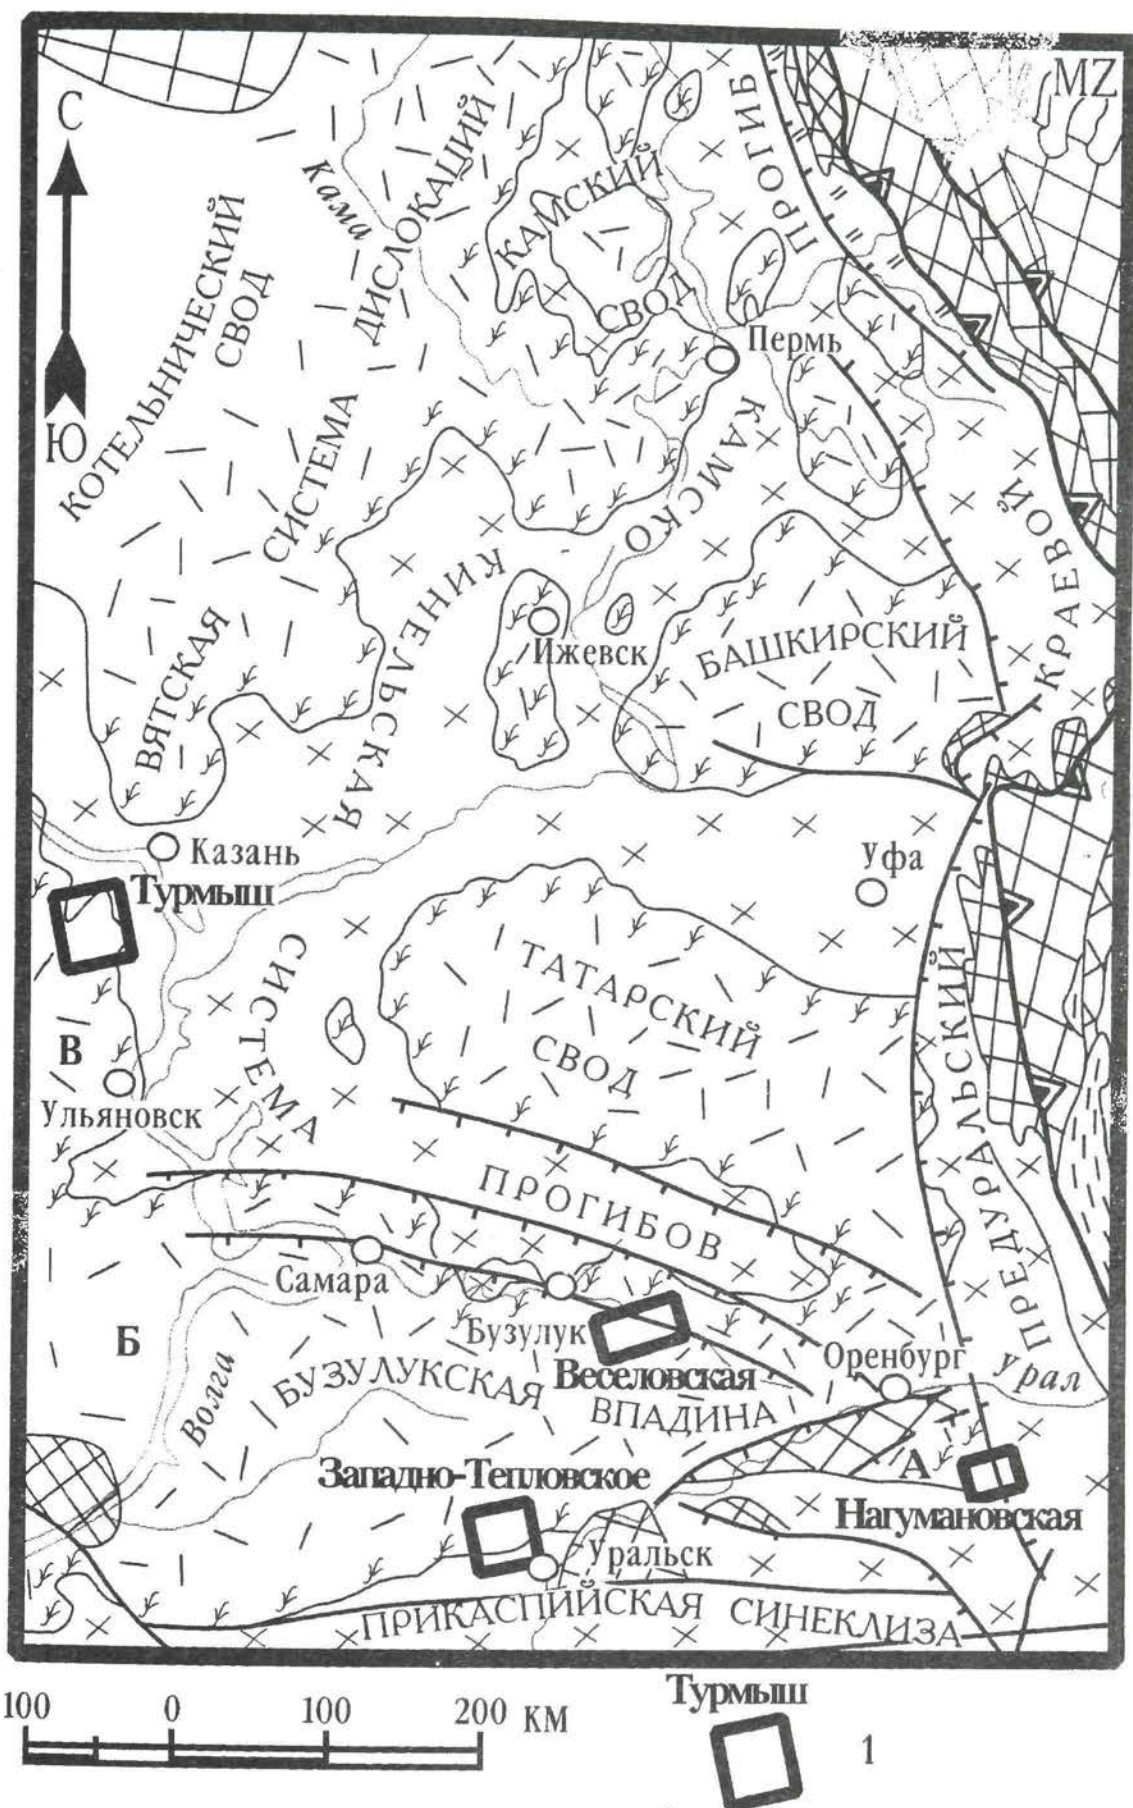 MZ
С
Ю
Кама
КОТЕЛЬНИЧЕСКИЙ
СВОД
ВЯТСКАЯ
СИСТЕМА
ДИСЛОКАЦИЙ
КАМСКИЙ
СВОД
Пермь
КАМСКО
КИНЕЛЬСКАЯ
СИСТЕМА
ПРОГИБОВ
Ижевск
БАШКИРСКИЙ
СВОД
ПРЕДУРАЛЬСКИЙ
КРАЕВОЙ
ПРОГИБ
Казань
Турмыш
Уфа
ТАТАРСКИЙ
СВОД
В
Ульяновск
Самара
Б
Волга
Бузулук
Веселовская
БУЗУЛУКСКАЯ
ВПАДИНА
Оренбург
Урал
Западно-Тепловское
А
Нагумановская
Уральск
ПРИКАСПИЙСКАЯ СИНЕКЛИЗА
100 0 100 200 КМ
Турмыш
1